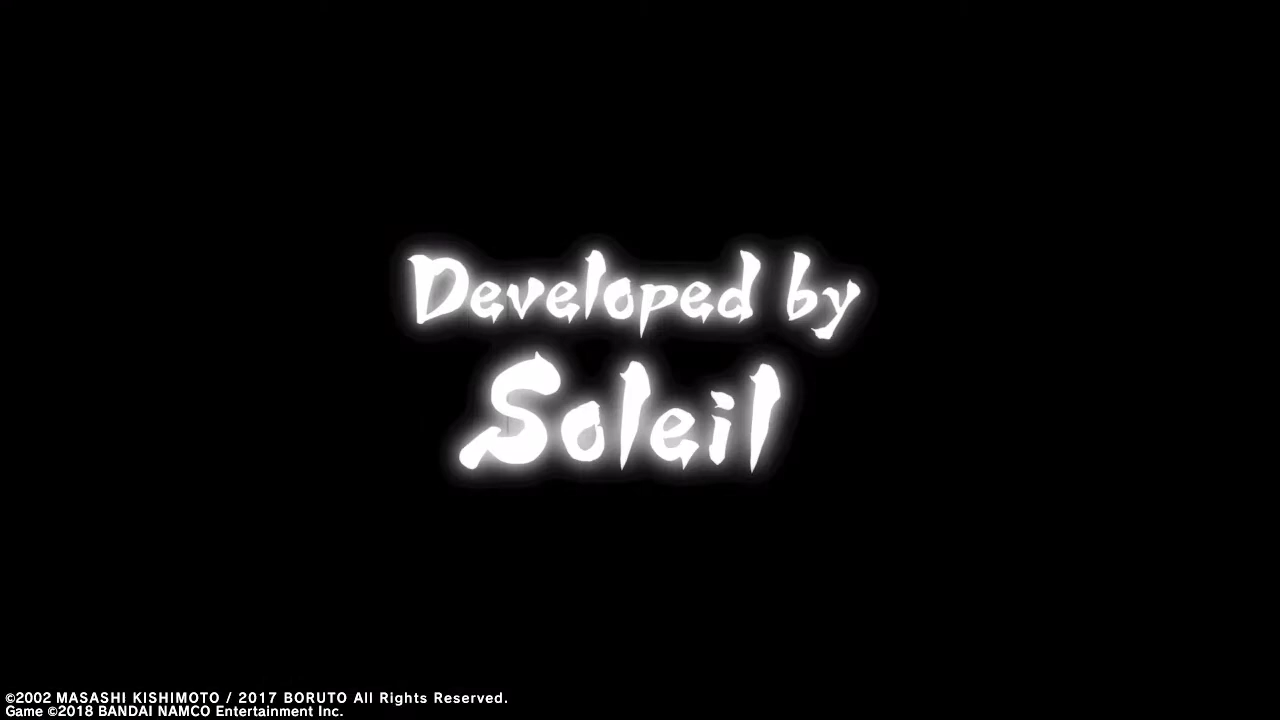 Developed by
Soleil
©2002 MASASHI KISHIMOTO / 2017 BORUTO All Rights Reserved.
Game ©2018 BANDAI NAMCO Entertainment Inc.